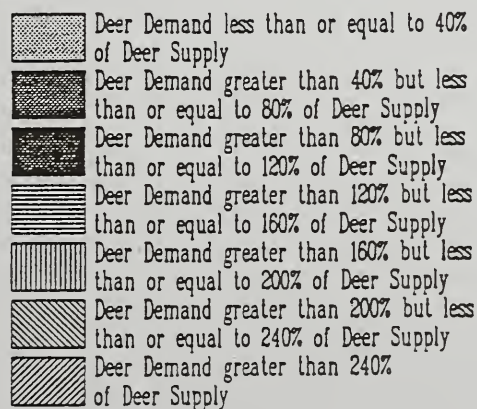 Deer Demand less than or equal to 40%
of Deer Supply
Deer Demand greater than 40% but less
than or equal to 80% of Deer Supply
Deer Demand greater than 80% but less
than or equal to 120% of Deer Supply
Deer Demand greater than 120% but less
than or equal to 160% of Deer Supply
Deer Demand greater than 160% but less
than or equal to 200% of Deer Supply
Deer Demand greater than 200% but less
than or equal to 240% of Deer Supply
Deer Demand greater than 240%
of Deer Supply